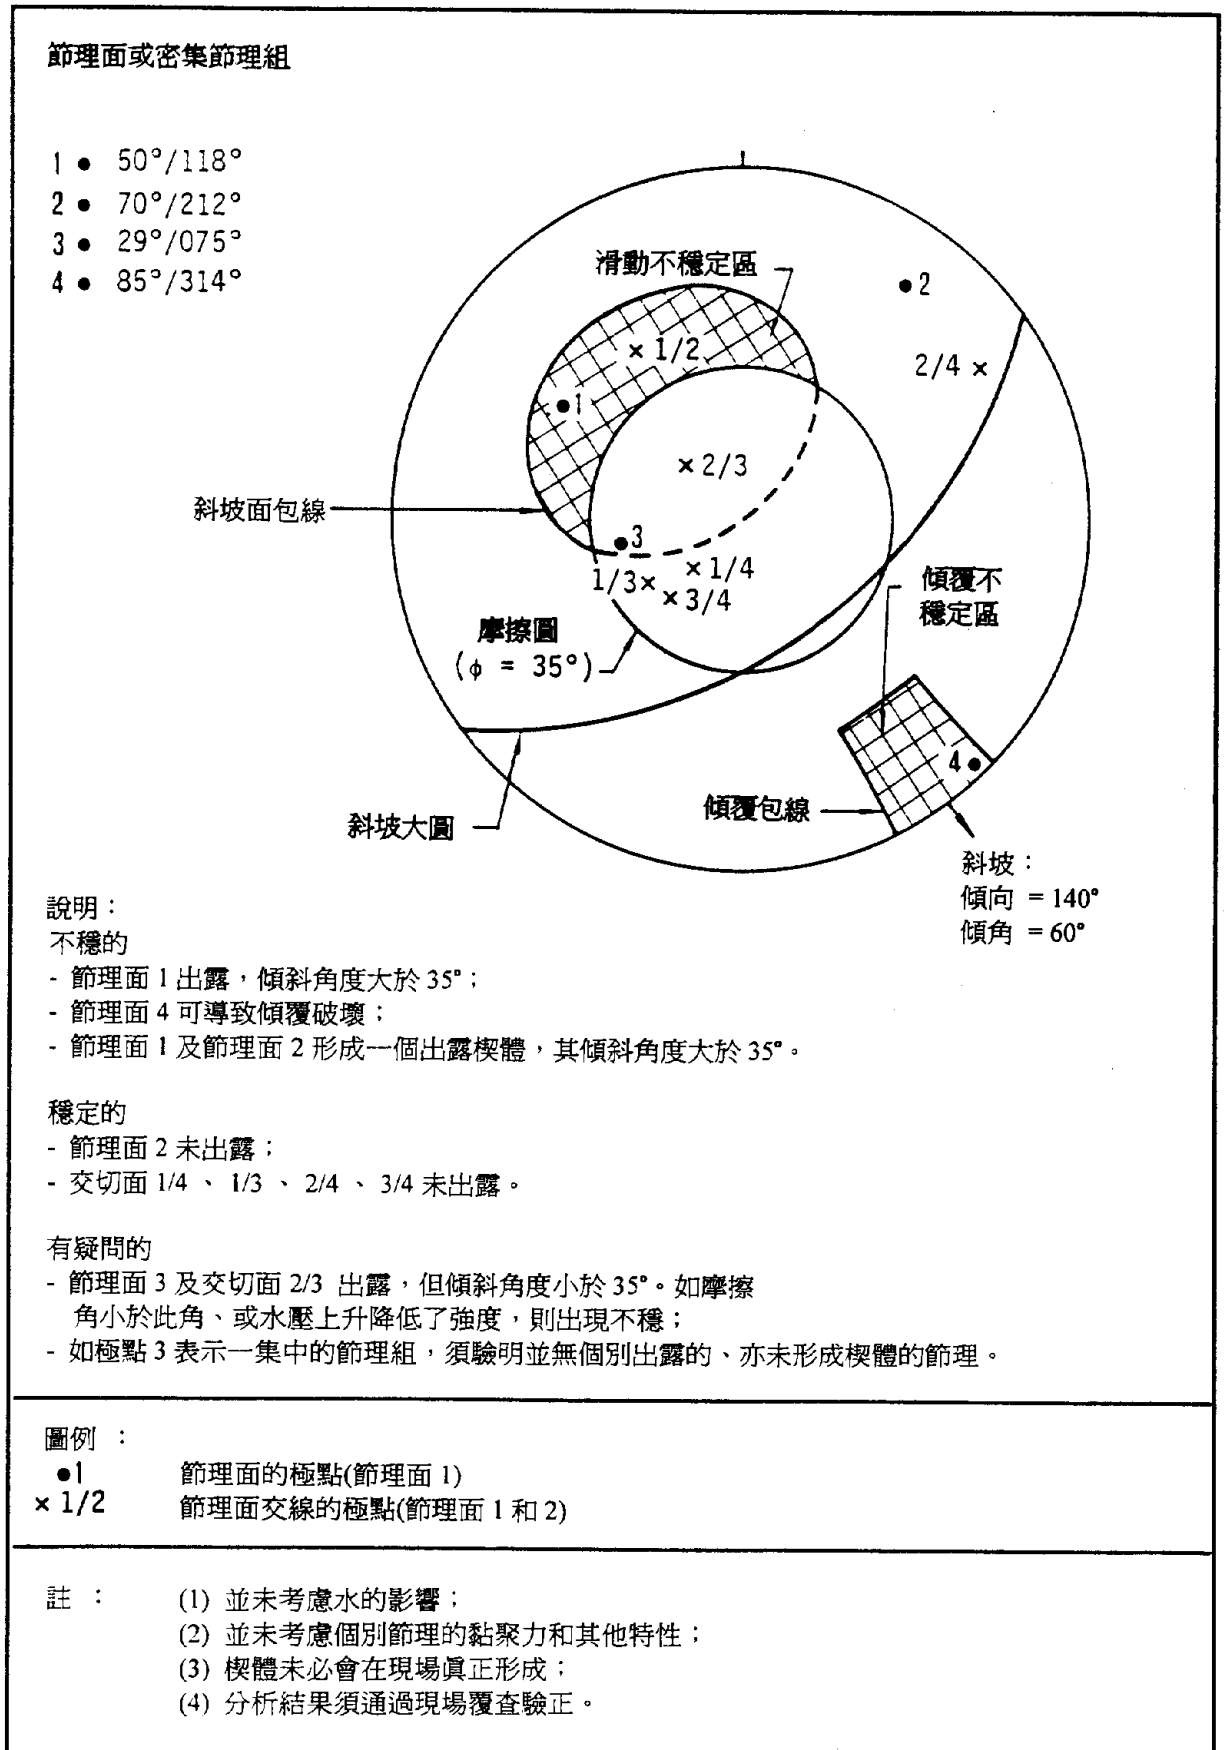 節理面或密集節理組
1 ● 50°/118°
2 ● 70°/212°
3 ● 29°/075°
4 ● 85°/314°
滑動不穩定區
●2
× 1/2
2/4 ×
●1
×2/3
斜坡面包線
●3
×1/4
1/3×
×3/4
傾覆不
穩定區
摩擦圓
(ϕ = 35°)
4●
傾覆包線
斜坡大圓
斜坡：
傾向 = 140°
傾角 = 60°
說明：
不穩的
- 節理面 1 出露，傾斜角度大於 35°；
- 節理面 4 可導致傾覆破壞；
- 節理面 1 及節理面 2 形成一個出露楔體，其傾斜角度大於 35°。
穩定的
- 節理面 2 未出露；
- 交切面 1/4 、 1/3 、 2/4 、 3/4 未出露。
有疑問的
- 節理面 3 及交切面 2/3 出露，但傾斜角度小於 35°。如摩擦
角小於此角、或水壓上升降低了強度，則出現不穩；
- 如極點 3 表示一集中的節理組，須驗明並無個別出露的、亦未形成楔體的節理。
圖例 ：
●1 節理面的極點(節理面 1)
× 1/2 節理面交線的極點(節理面 1 和 2)
註 ： (1) 並未考慮水的影響；
(2) 並未考慮個別節理的黏聚力和其他特性；
(3) 楔體未必會在現場眞正形成；
(4) 分析結果須通過現場覆查驗正。